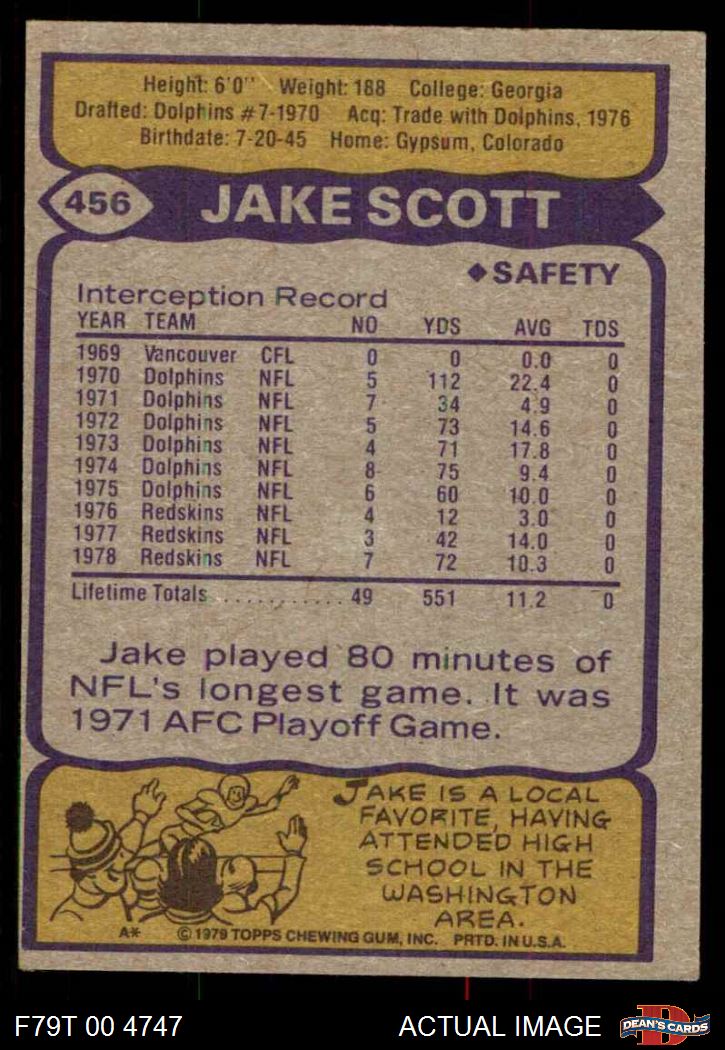 Height: 6'0" Weight: 188 College: Georgia
Drafted: Dolphins #7-1970 Acq: Trade with Dolphins, 1976
Birthdate: 7-20-45 Home: Gypsum, Colorado
456 JAKE SCOTT
◆SAFETY
Interception Record
YEAR TEAM NO YDS AVG TDS
1969 Vancouver CFL 0 0 0.0 0
1970 Dolphins NFL 5 112 22.4 0
1971 Dolphins NFL 7 34 4.9 0
1972 Dolphins NFL 5 73 14.6 0
1973 Dolphins NFL 4 71 17.8 0
1974 Dolphins NFL 8 75 9.4 0
1975 Dolphins NFL 6 60 10.0 0
1976 Redskins NFL 4 12 3.0 0
1977 Redskins NFL 3 42 14.0 0
1978 Redskins NFL 7 72 10.3 0
Lifetime Totals ............ 49 551 11.2 0
Jake played 80 minutes of
NFL's longest game. It was
1971 AFC Playoff Game.
JAKE IS A LOCAL
FAVORITE, HAVING
ATTENDED HIGH
SCHOOL IN THE
WASHINGTON
AREA.
A* © 1979 TOPPS CHEWING GUM, INC. PRTD. IN U.S.A.
F79T 00 4747 ACTUAL IMAGE D DEAN'S CARDS